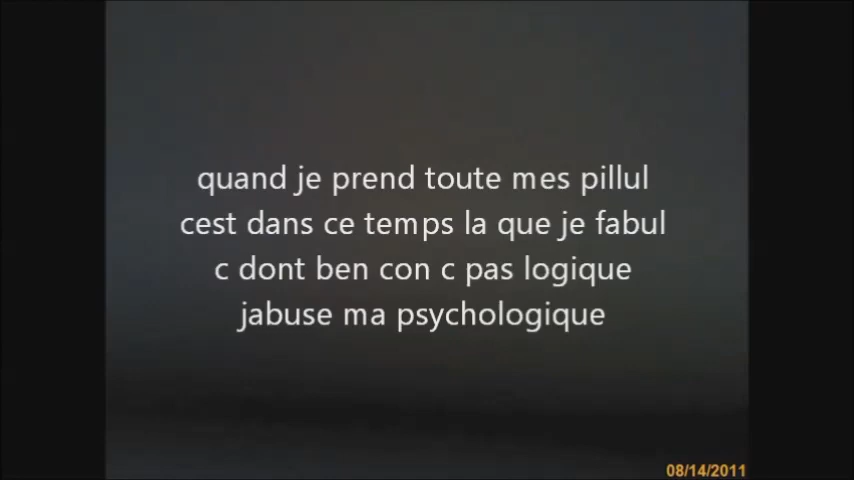 quand je prend toute mes pillul
cest dans ce temps la que je fabul
c dont ben con c pas logique
jabuse ma psychologique
08/14/2011